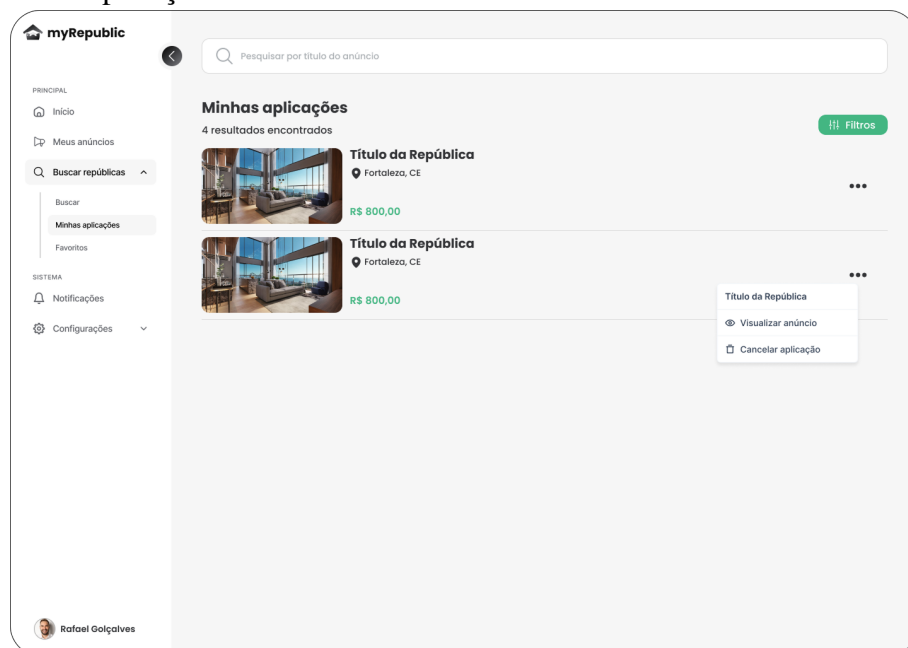 myRepublic
Pesquisar por titulo do anúncio
PRINCIPAL
Início
Meus anúncios
Buscar repúblicas
Buscar
Minhas aplicações
Favoritos
SISTEMA
Notificações
Configurações
Rafael Golçalves
Minhas aplicações
4 resultados encontrados
Filtros
Título da República
Fortaleza, CE
R$ 800,00
Título da República
Fortaleza, CE
R$ 800,00
Título da República
Visualizar anúncio
Cancelar aplicação